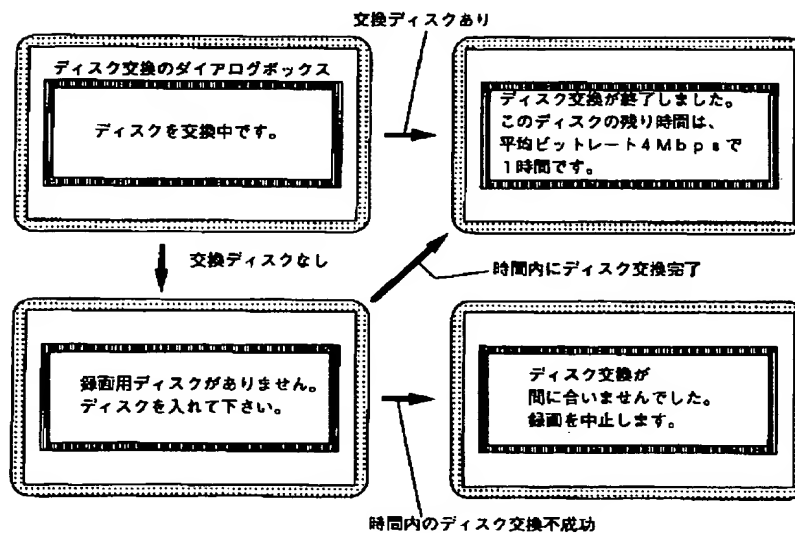 交換ディスクあり
ディスク交換のダイアログボックス
ディスクを交換中です。
ディスク交換が終了しました。
このディスクの残り時間は、
平均ビットレート4Mbpsで
1時間です。
交換ディスクなし
時間内にディスク交換完了
録画用ディスクがありません。
ディスクを入れて下さい。
ディスク交換が
間に合いませんでした。
録画を中止します。
時間内のディスク交換不成功